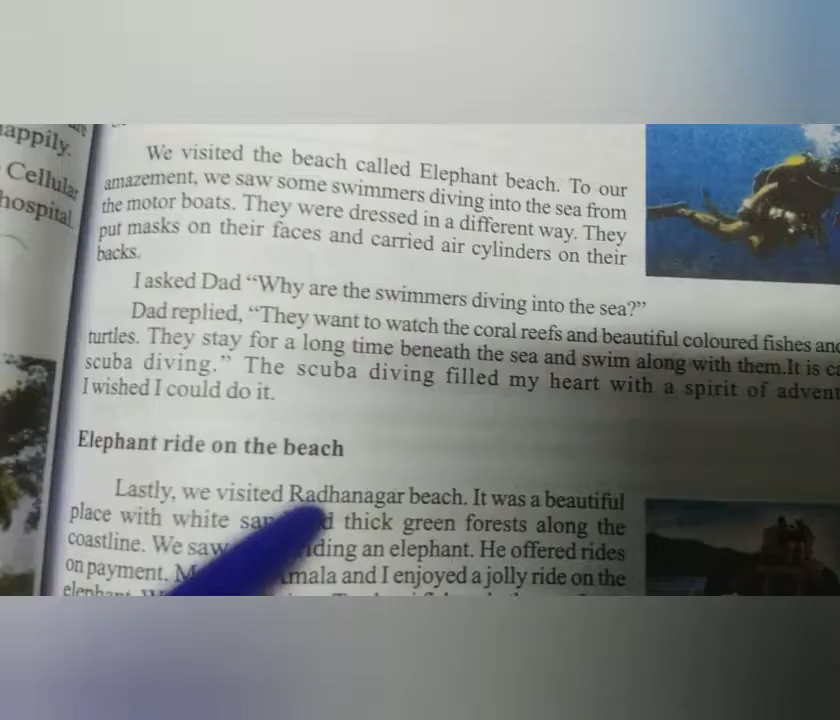 appily.
Cellular
hospital
We visited the beach called Elephant beach. To our
amazement, we saw some swimmers diving into the sea from
the motor boats. They were dressed in a different way. They
put masks on their faces and carried air cylinders on their
backs.
I asked Dad “Why are the swimmers diving into the sea?”
Dad replied, “They want to watch the coral reefs and beautiful coloured fishes and
turtles. They stay for a long time beneath the sea and swim along with them.It is ca
scuba diving.” The scuba diving filled my heart with a spirit of advent
I wished I could do it.
Elephant ride on the beach
Lastly, we visited Radhanagar beach. It was a beautiful
place with white thick green forests along the
coastline. We saw riding an elephant. He offered rides
on payment. mala and I enjoyed a jolly ride on the